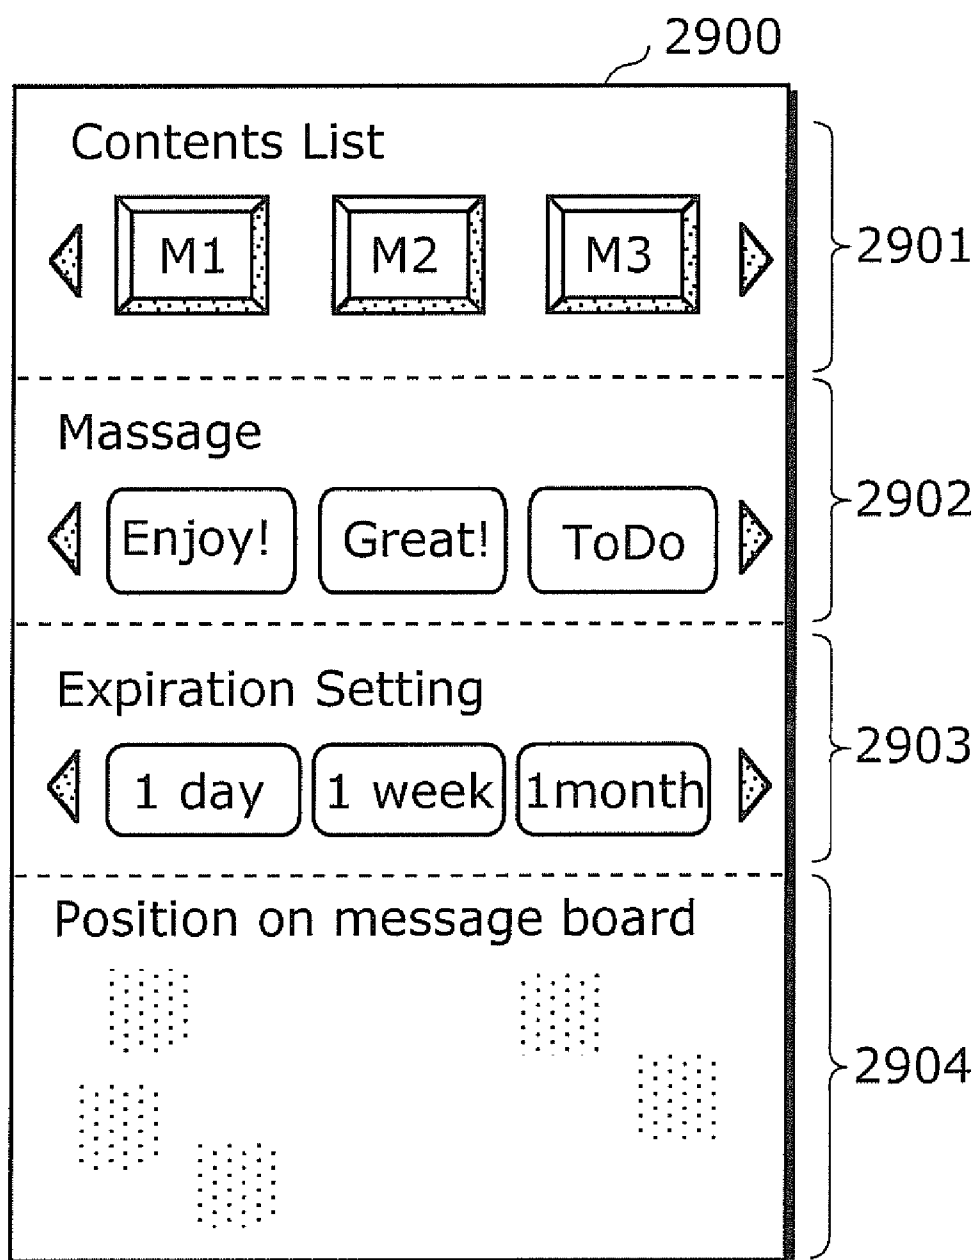 2900
Contents List
M1 M2 M3
2901
Massage
Enjoy! Great! ToDo
2902
Expiration Setting
1 day 1 week 1month
2903
Position on message board
2904